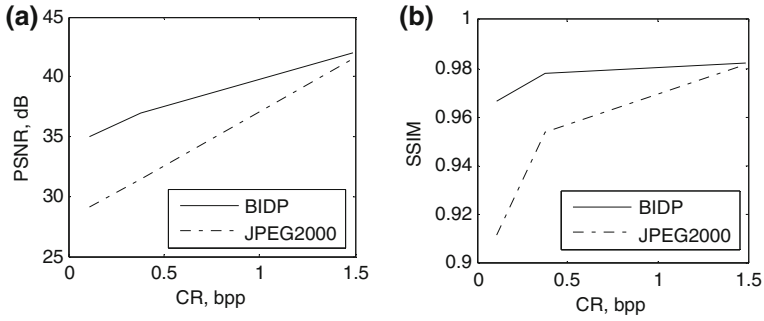 (a)
45
40
35
30
25
PSNR, dB
BIDP
JPEG2000
0
0.5
1
1.5
CR, bpp
(b)
1
0.98
0.96
0.94
0.92
0.9
SSIM
BIDP
JPEG2000
0
0.5
1
1.5
CR, bpp